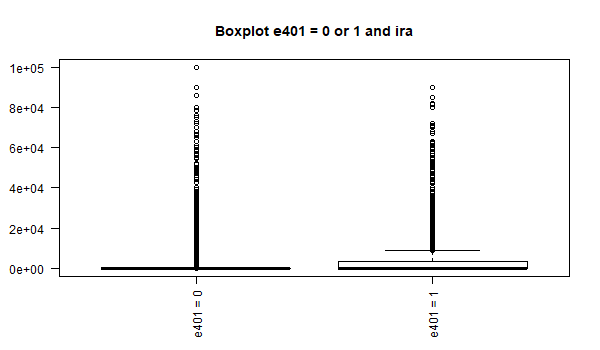 Boxplot e401 = 0 or 1 and ira
1e+05
8e+04
6e+04
4e+04
2e+04
0e+00
e401 = 0
e401 = 1